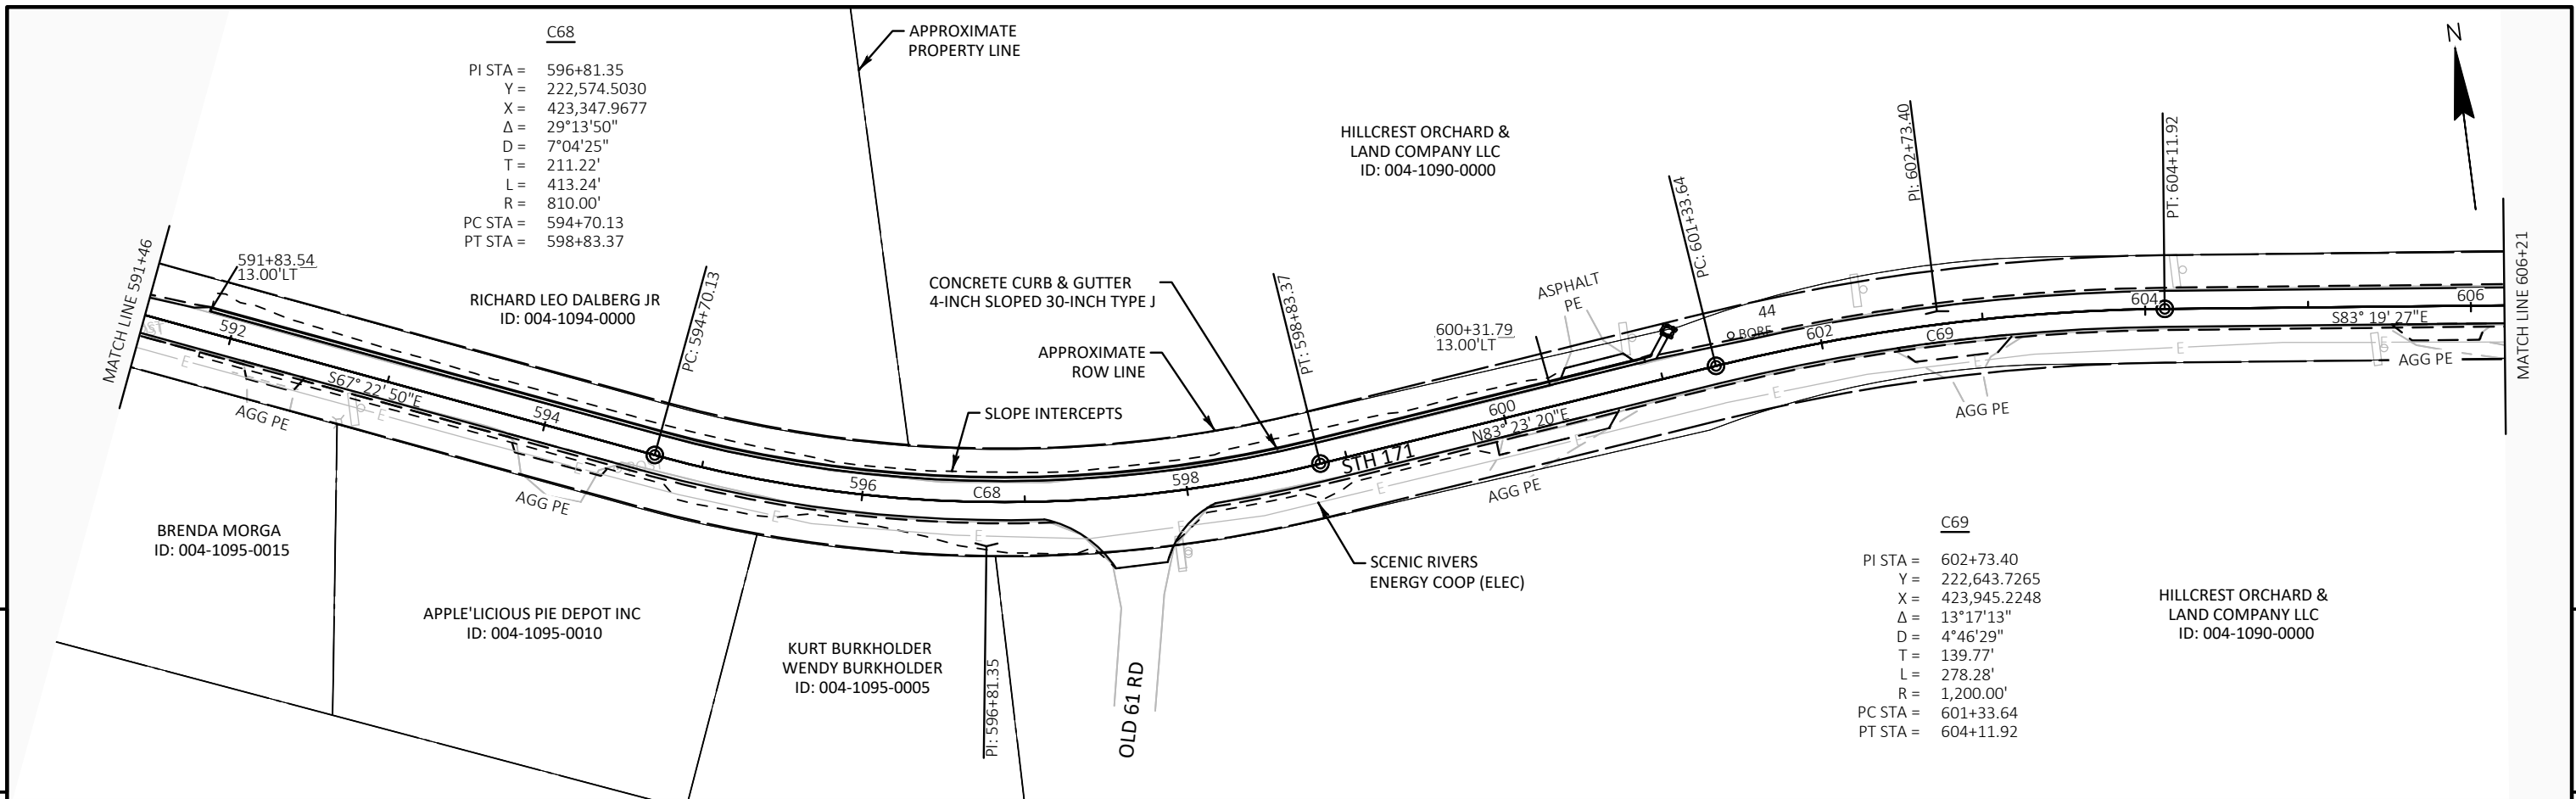 C68
PI STA = 596+81.35
Y = 222,574.5030
X = 423,347.9677
Δ = 29°13'50"
D = 7°04'25"
T = 211.22'
L = 413.24'
R = 810.00'
PC STA = 594+70.13
PT STA = 598+83.37
APPROXIMATE
PROPERTY LINE
HILLCREST ORCHARD &
LAND COMPANY LLC
ID: 004-1090-0000
N
MATCH LINE 591+46
591+83.54
13.00'LT
RICHARD LEO DALBERG JR
ID: 004-1094-0000
PC: 594+70.13
CONCRETE CURB & GUTTER
4-INCH SLOPED 30-INCH TYPE J
APPROXIMATE
ROW LINE
SLOPE INTERCEPTS
PT: 598+83.37
600+31.79
13.00'LT
ASPHALT
PE
PC: 601+33.64
PI: 602+73.40
PT: 604+11.92
MATCH LINE 606+21
592
S67° 22' 50"E
594
596
C68
598
STH 171
600
N83° 23' 20"E
BORE
44
602
C69
604
606
S83° 19' 27"E
E
E
E
E
E
E
E
E
E
E
E
E
AGG PE
AGG PE
AGG PE
AGG PE
AGG PE
BRENDA MORGA
ID: 004-1095-0015
APPLE'LICIOUS PIE DEPOT INC
ID: 004-1095-0010
KURT BURKHOLDER
WENDY BURKHOLDER
ID: 004-1095-0005
PI: 596+81.35
OLD 61 RD
SCENIC RIVERS
ENERGY COOP (ELEC)
C69
PI STA = 602+73.40
Y = 222,643.7265
X = 423,945.2248
Δ = 13°17'13"
D = 4°46'29"
T = 139.77'
L = 278.28'
R = 1,200.00'
PC STA = 601+33.64
PT STA = 604+11.92
HILLCREST ORCHARD &
LAND COMPANY LLC
ID: 004-1090-0000